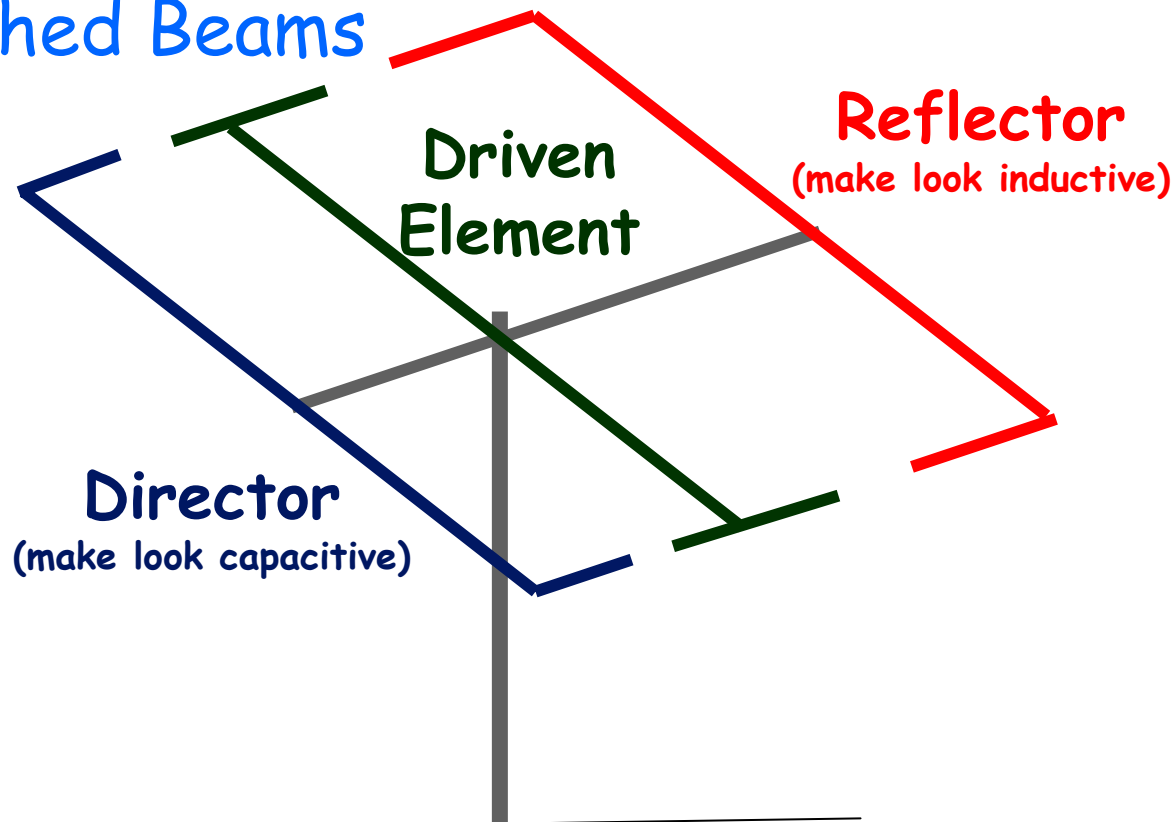 hed Beams
Reflector
(make look inductive)
Driven
Element
Director
(make look capacitive)